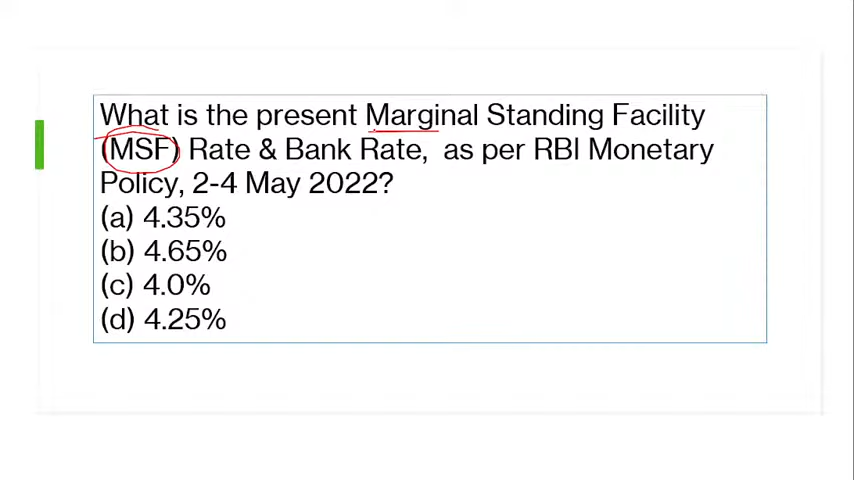 What is the present Marginal Standing Facility
(MSF) Rate & Bank Rate, as per RBI Monetary
Policy, 2-4 May 2022?
(a) 4.35%
(b) 4.65%
(c) 4.0%
(d) 4.25%